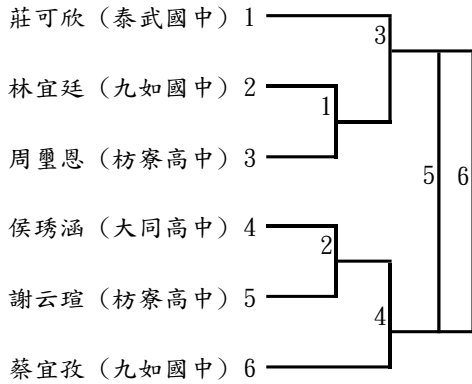 莊可欣（泰武國中）1
3
林宜廷（九如國中）2
1
周璽恩（枋寮高中）3
5
6
侯琇涵（大同高中）4
2
謝云瑄（枋寮高中）5
4
蔡宜孜（九如國中）6